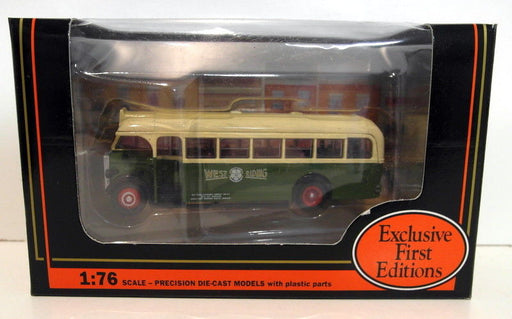 WEST RIDING
Exclusive
First
Editions
1:76 SCALE – PRECISION DIE-CAST MODELS with plastic parts